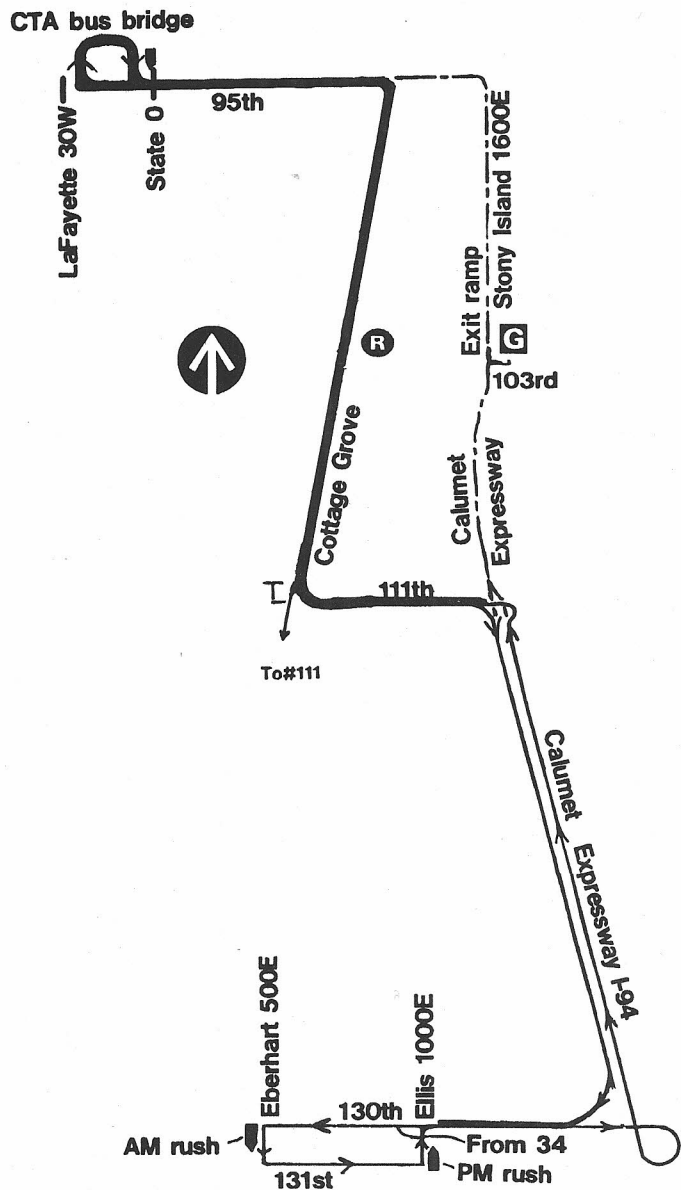 CTA bus bridge
LaFayette 30W
State 0
95th
Stony Island 1600E
Exit ramp
R
G
103rd
Cottage Grove
Calumet
Expressway
111th
To#111
Calumet Expressway I-94
Eberhart 500E
Ellis 1000E
130th
AM rush
From 34
131st
PM rush